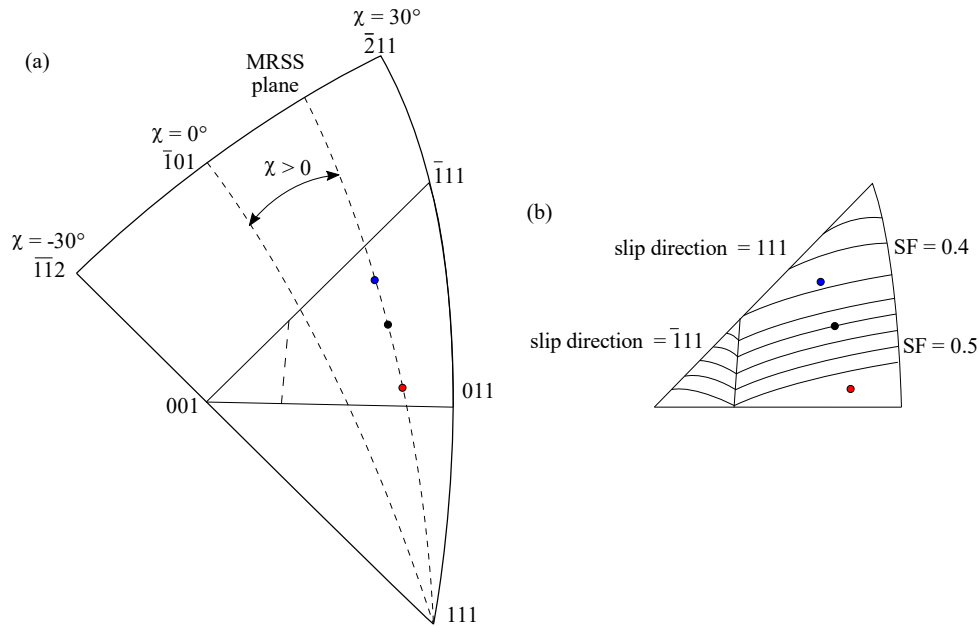 (a)
χ = 30°
2̅11
MRSS
plane
χ = 0°
1̅01
χ > 0
1̅11
χ = -30°
1̅1̅2
001
011
111
(b)
slip direction = 111
SF = 0.4
slip direction = 1̅11
SF = 0.5